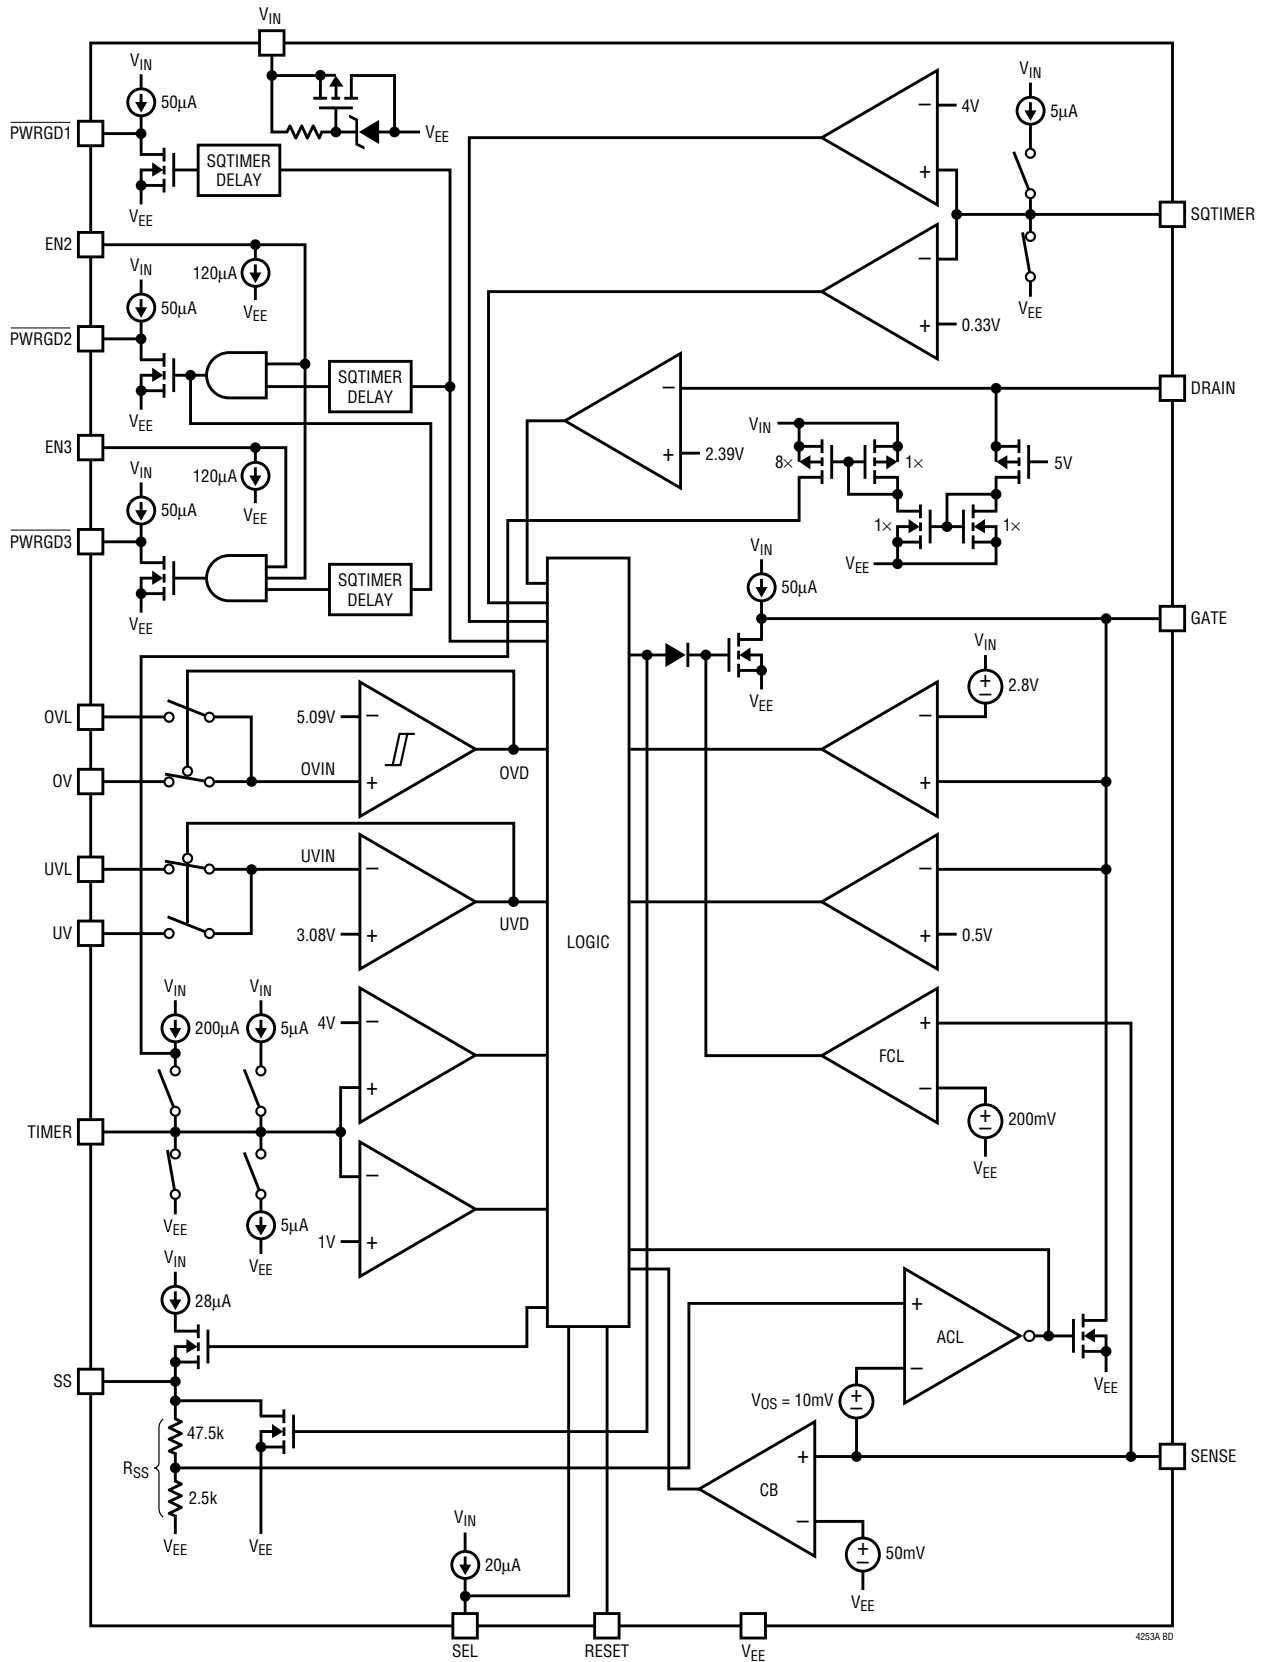 VIN
VIN
50µA
PWRGD1
SQTIMER
DELAY
VEE
VEE
4V
−
+
VIN
5µA
SQTIMER
EN2
VIN
120µA
50µA
VEE
PWRGD2
SQTIMER
DELAY
VEE
−
+
0.33V
VEE
DRAIN
−
+
2.39V
VIN
8×
1×
5V
1×
1×
VEE
EN3
VIN
120µA
50µA
VEE
PWRGD3
SQTIMER
DELAY
VEE
VIN
50µA
GATE
VEE
VIN
+
−
2.8V
OVL
OV
5.09V
−
OVIN
+
OVD
−
+
UVL
UV
UVIN
−
3.08V
+
UVD
LOGIC
−
+
0.5V
VIN
200µA
VIN
5µA
4V
−
+
TIMER
−
1V
+
VEE
5µA
VEE
+
FCL
−
+
−
200mV
VEE
VIN
28µA
SS
47.5k
RSS
2.5k
VEE
VEE
+
ACL
−
VEE
VOS = 10mV
+
−
+
CB
−
SENSE
+
−
50mV
VEE
VIN
20µA
SEL
RESET
VEE
4253A BD